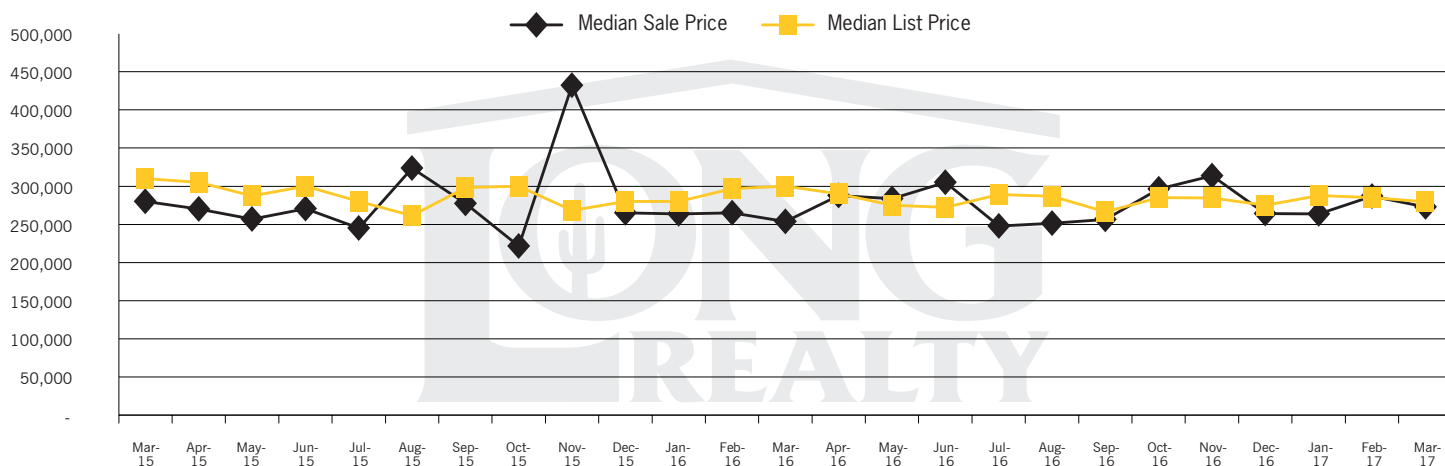 Median Sale Price Median List Price
500,000
450,000
400,000
350,000
300,000
250,000
200,000
150,000
100,000
50,000
-
LONG
REALTY
Mar-15 Apr-15 May-15 Jun-15 Jul-15 Aug-15 Sep-15 Oct-15 Nov-15 Dec-15 Jan-16 Feb-16 Mar-16 Apr-16 May-16 Jun-16 Jul-16 Aug-16 Sep-16 Oct-16 Nov-16 Dec-16 Jan-17 Feb-17 Mar-17